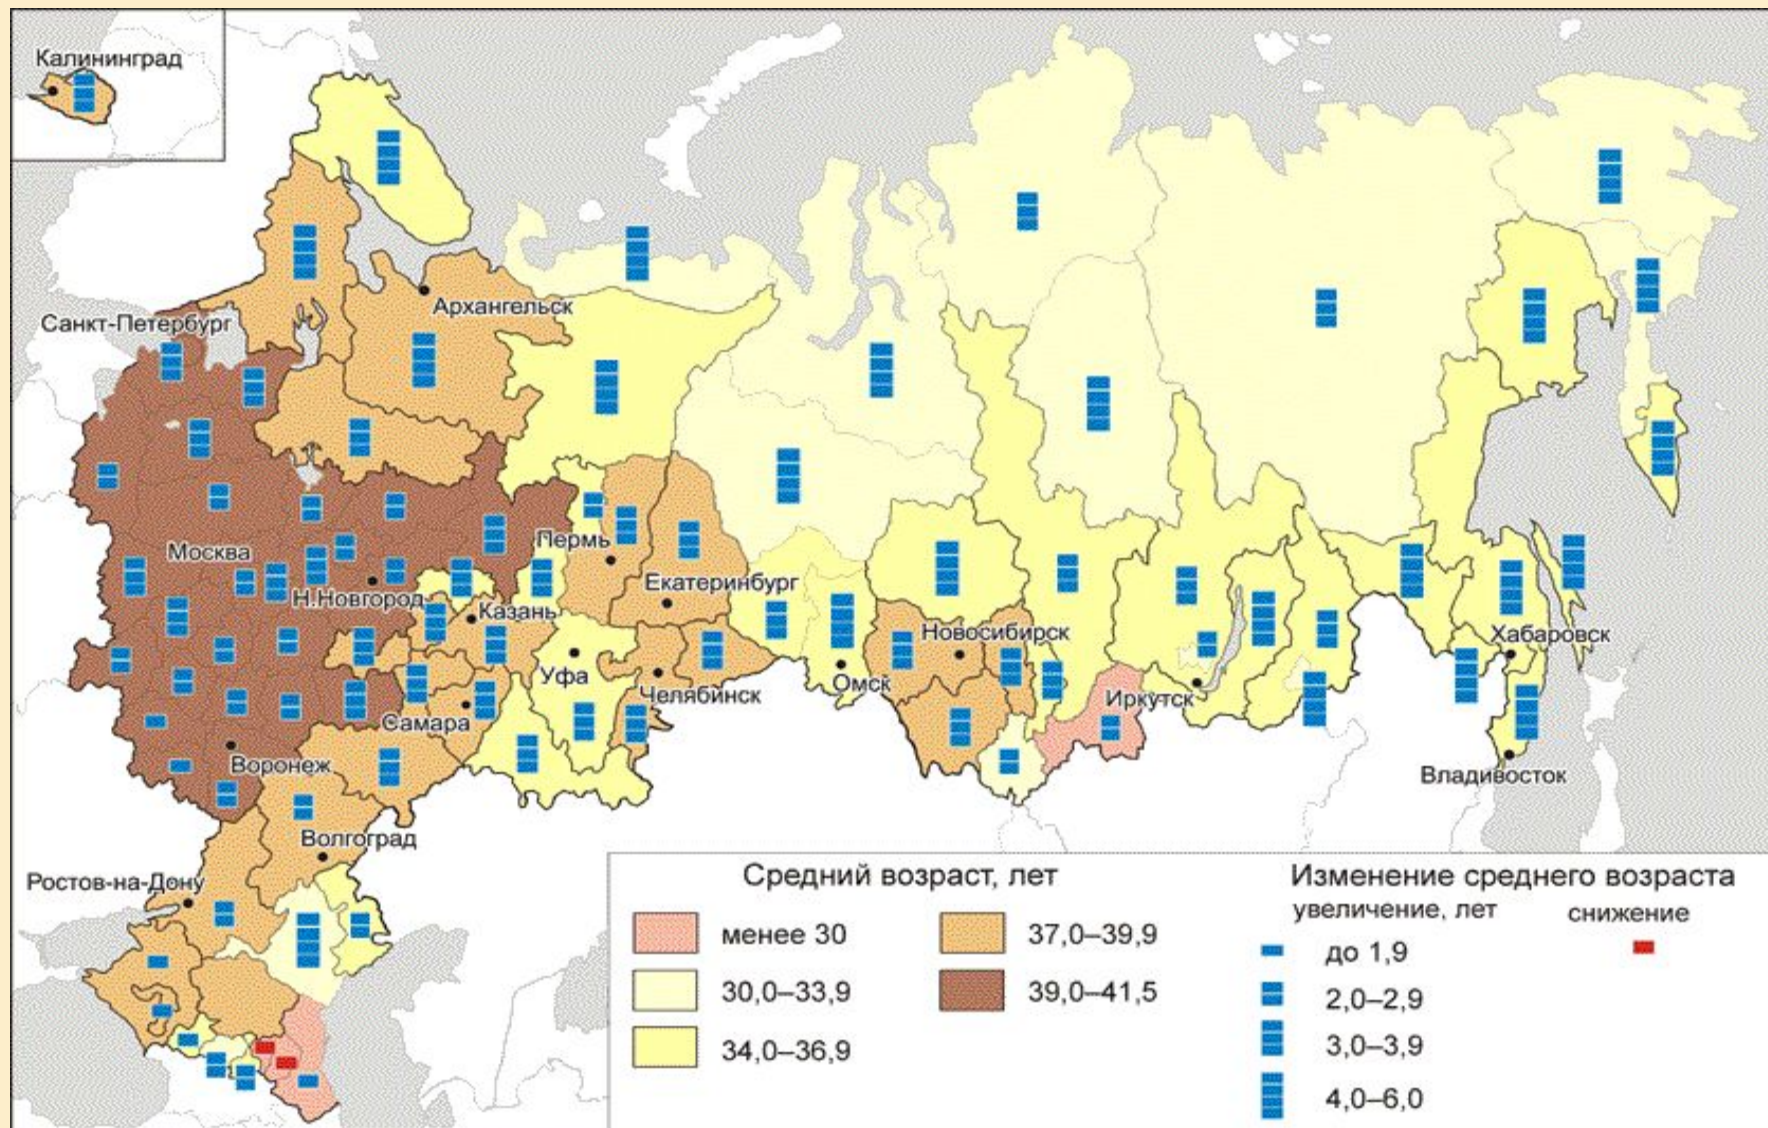 Калининград
Архангельск
Санкт-Петербург
Москва
Пермь
Екатеринбург
Н.Новгород
Казань
Новосибирск
Хабаровск
Уфа
Челябинск
Омск
Иркутск
Самара
Воронеж
Владивосток
Волгоград
Ростов-на-Дону
Средний возраст, лет
менее 30
30,0–33,9
34,0–36,9
37,0–39,9
39,0–41,5
Изменение среднего возраста
увеличение, лет
снижение
до 1,9
2,0–2,9
3,0–3,9
4,0–6,0